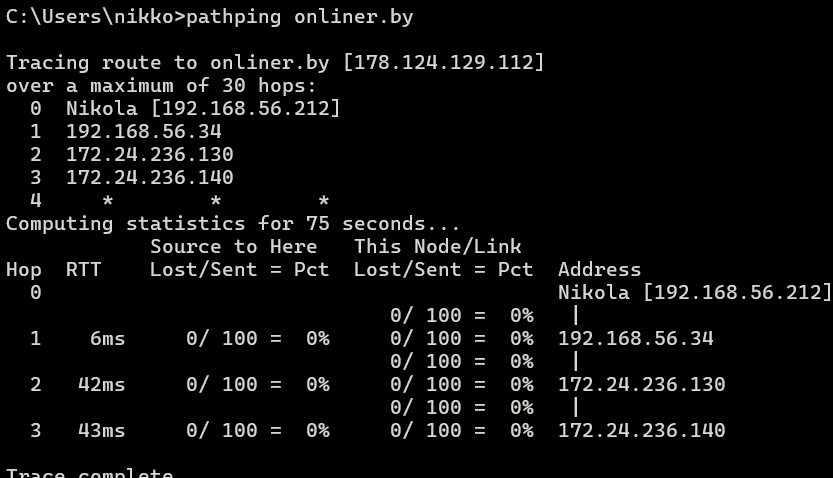 C:\Users\nikko>pathping onliner.by
Tracing route to onliner.by [178.124.129.112]
over a maximum of 30 hops:
  0  Nikola [192.168.56.212]
  1  192.168.56.34
  2  172.24.236.130
  3  172.24.236.140
  4     *        *        *
Computing statistics for 75 seconds...
            Source to Here   This Node/Link
Hop  RTT    Lost/Sent = Pct  Lost/Sent = Pct  Address
  0                                           Nikola [192.168.56.212]
                                0/ 100 =  0%   |
  1    6ms     0/ 100 =  0%     0/ 100 =  0%  192.168.56.34
                                0/ 100 =  0%   |
  2   42ms     0/ 100 =  0%     0/ 100 =  0%  172.24.236.130
                                0/ 100 =  0%   |
  3   43ms     0/ 100 =  0%     0/ 100 =  0%  172.24.236.140
Trace complete